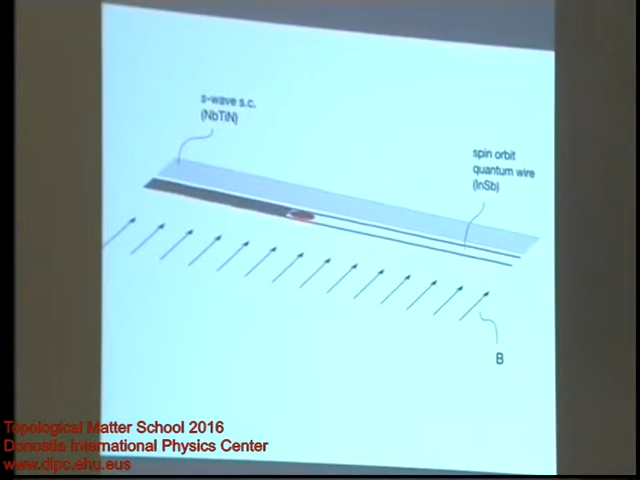 s-wave s.c.
(NbTiN)
spin orbit
quantum wire
(InSb)
B
Topological Matter School 2016
Donostia International Physics Center
www.dipc.ehu.eus